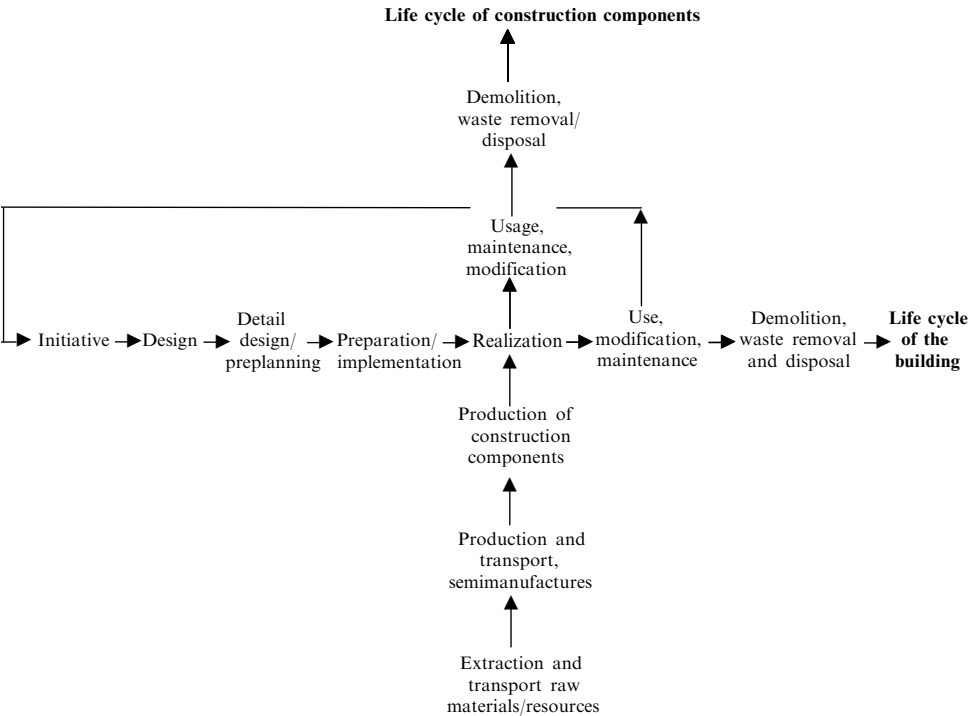 Life cycle of construction components
Demolition,
waste removal/
disposal
Usage,
maintenance,
modification
Initiative
Design
Detail
design/
preplanning
Preparation/
implementation
Realization
Use,
modification,
maintenance
Demolition,
waste removal
and disposal
Life cycle
of the
building
Production of
construction
components
Production and
transport,
semimanufactures
Extraction and
transport raw
materials/resources